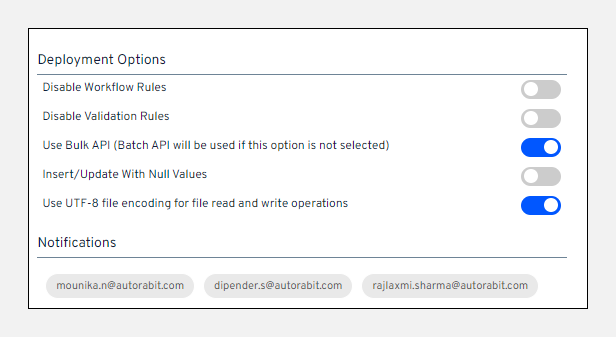 Deployment Options
Disable Workflow Rules
Disable Validation Rules
Use Bulk API (Batch API will be used if this option is not selected)
Insert/Update With Null Values
Use UTF-8 file encoding for file read and write operations
Notifications
mounika.n@autorabit.com dipender.s@autorabit.com rajlaxmi.sharma@autorabit.com